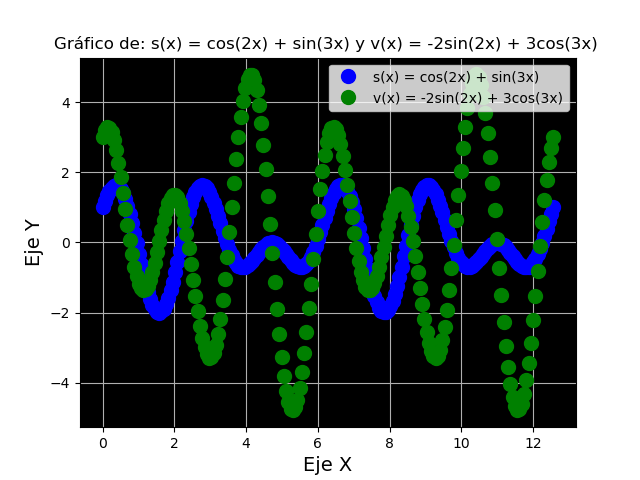 Gráfico de: s(x) = cos(2x) + sin(3x) y v(x) = -2sin(2x) + 3cos(3x)
s(x) = cos(2x) + sin(3x)
v(x) = -2sin(2x) + 3cos(3x)
Eje Y
4
2
0
−2
−4
0 2 4 6 8 10 12
Eje X